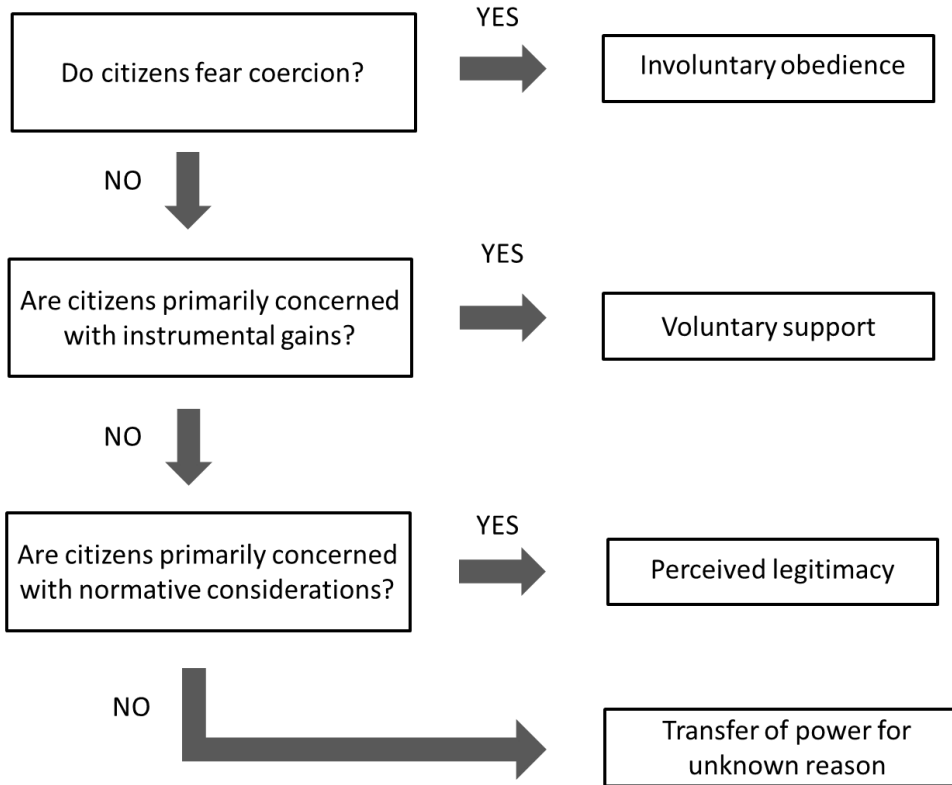 YES
Do citizens fear coercion?
Involuntary obedience
NO
YES
Are citizens primarily concerned
with instrumental gains?
Voluntary support
NO
YES
Are citizens primarily concerned
with normative considerations?
Perceived legitimacy
NO
Transfer of power for
unknown reason